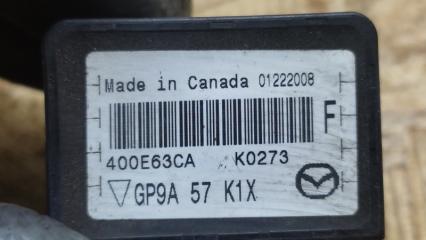 Made in Canada 01222008
F
400E63CA K0273
▽GP9A 57 K1X